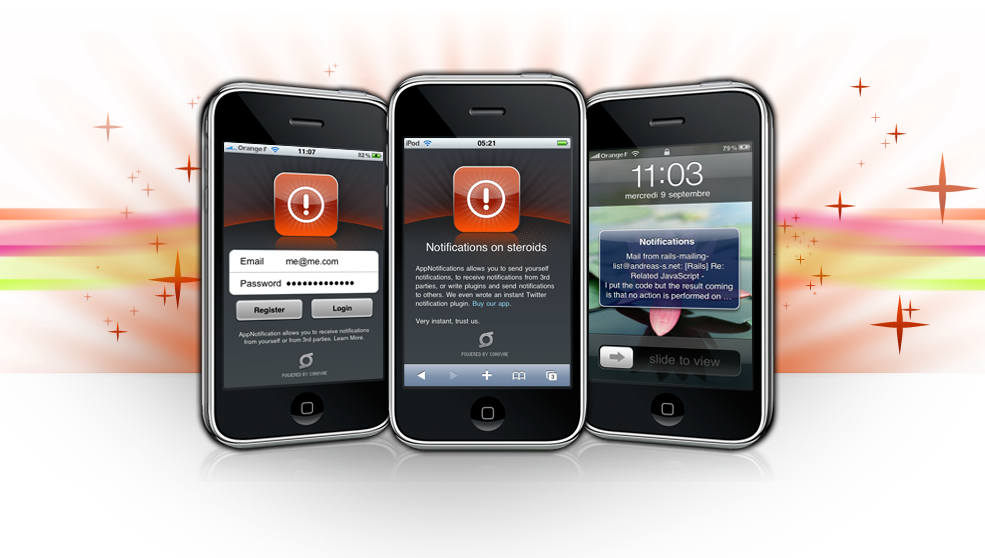 Orange F
11:07
82%
Email
me@me.com
Password
Register
Login
AppNotification allows you to receive notifications
from yourself or from 3rd parties. Learn More.
POWERED BY
iPod
05:21
Notifications on steroids
AppNotifications allows you to send yourself
notifications, to receive notifications from 3rd
parties, or write plugins and send notifications
to others. We even wrote an instant Twitter
notification plugin. Buy our app.
Very instant, trust us.
POWERED BY
3
Orange F
79%
11:03
mercredi 9 septembre
Notifications
Mail from rails-mailing-
list@andreas-s.net: [Rails] Re:
Related JavaScript -
I put the code but the result coming
is that no action is performed on ...
slide to view